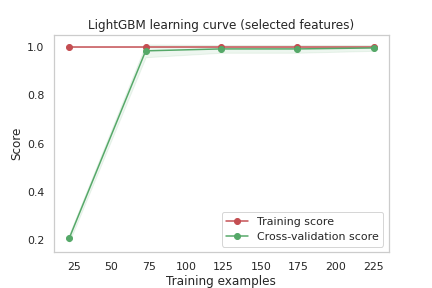 LightGBM learning curve (selected features)
Score
1.0
0.8
0.6
0.4
0.2
Training score
Cross-validation score
25 50 75 100 125 150 175 200 225
Training examples